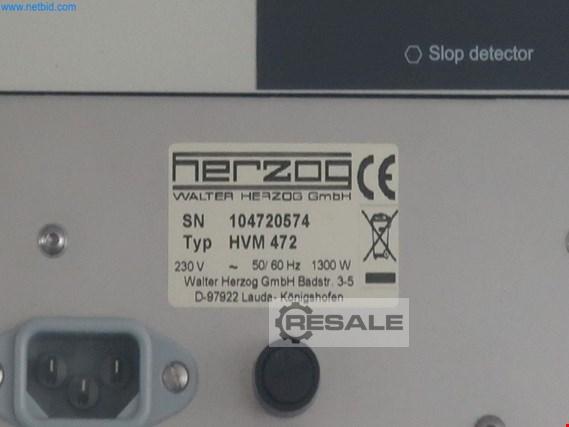 www.netbid.com
Slop detector
herzog
WALTER HERZOG GmbH
CE
SN 104720574
Typ HVM 472
230 V ~ 50/ 60 Hz 1300 W
Walter Herzog GmbH Badstr. 3-5
D-97922 Lauda- Königshofen
RESALE